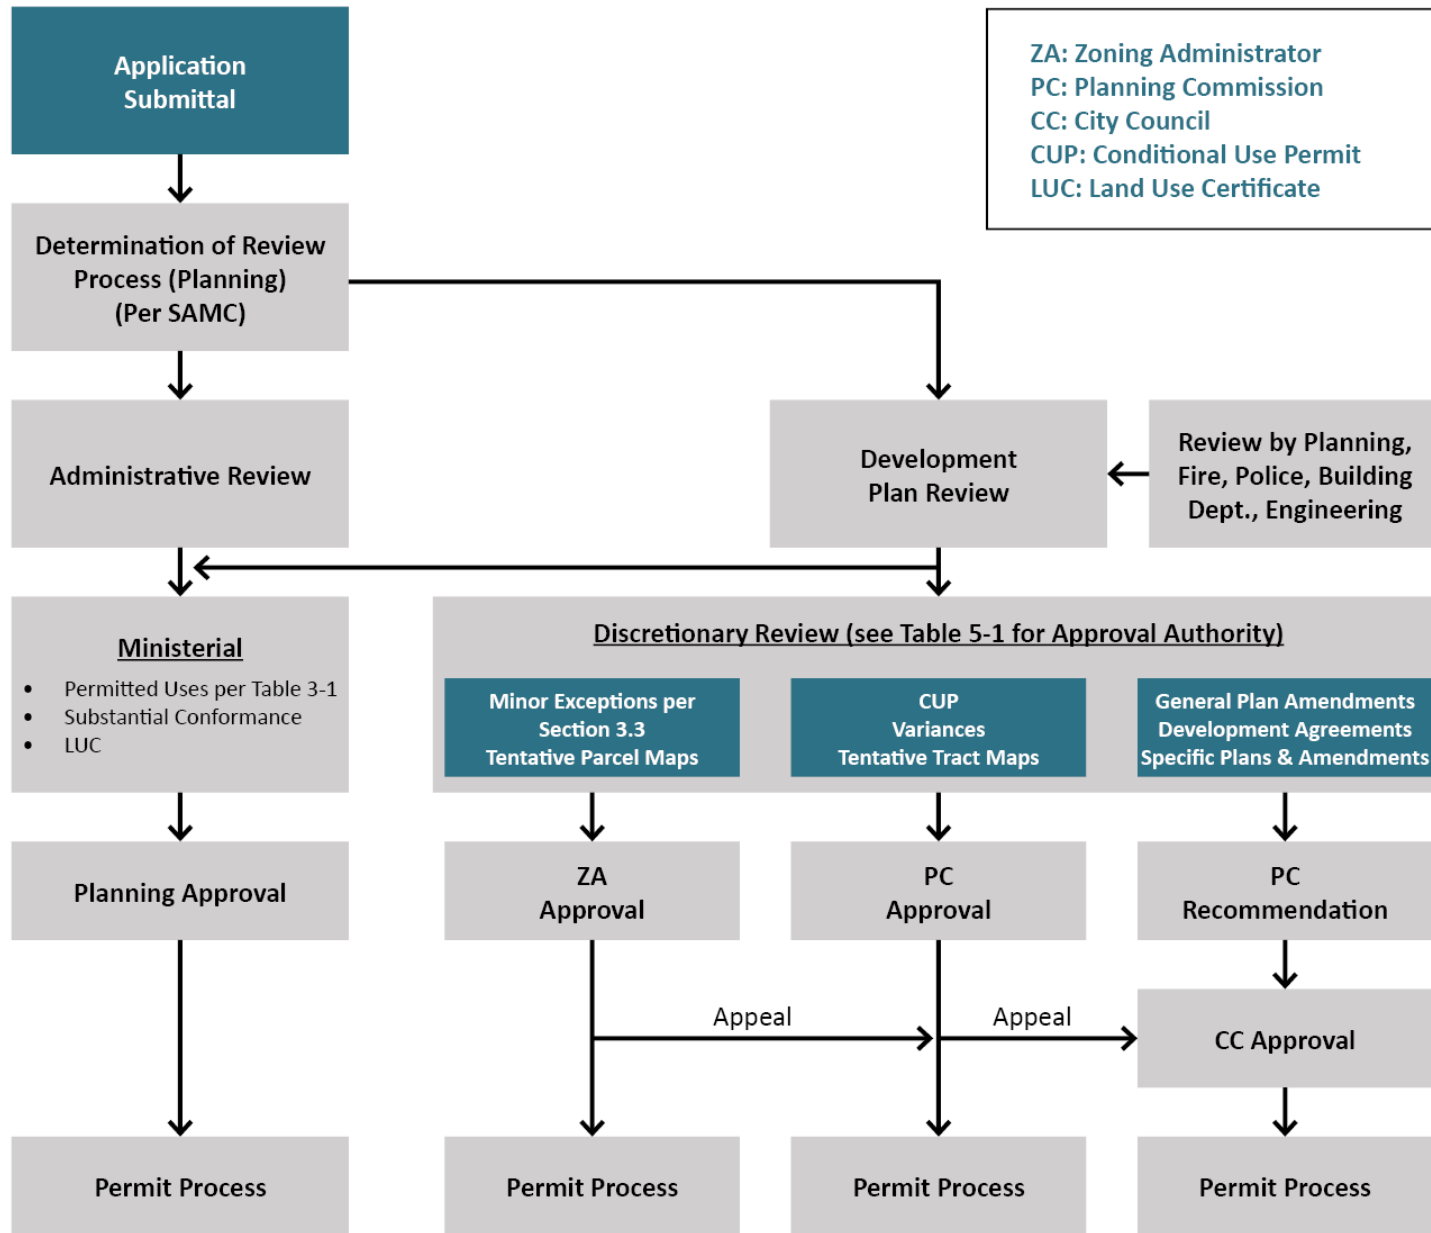 Application
Submittal
ZA: Zoning Administrator
PC: Planning Commission
CC: City Council
CUP: Conditional Use Permit
LUC: Land Use Certificate
Determination of Review
Process (Planning)
(Per SAMC)
Administrative Review
Development
Plan Review
Review by Planning,
Fire, Police, Building
Dept., Engineering
Ministerial
• Permitted Uses per Table 3-1
• Substantial Conformance
• LUC
Discretionary Review (see Table 5-1 for Approval Authority)
Minor Exceptions per
Section 3.3
Tentative Parcel Maps
CUP
Variances
Tentative Tract Maps
General Plan Amendments
Development Agreements
Specific Plans & Amendments
Planning Approval
ZA
Approval
PC
Approval
PC
Recommendation
Appeal
Appeal
CC Approval
Permit Process
Permit Process
Permit Process
Permit Process